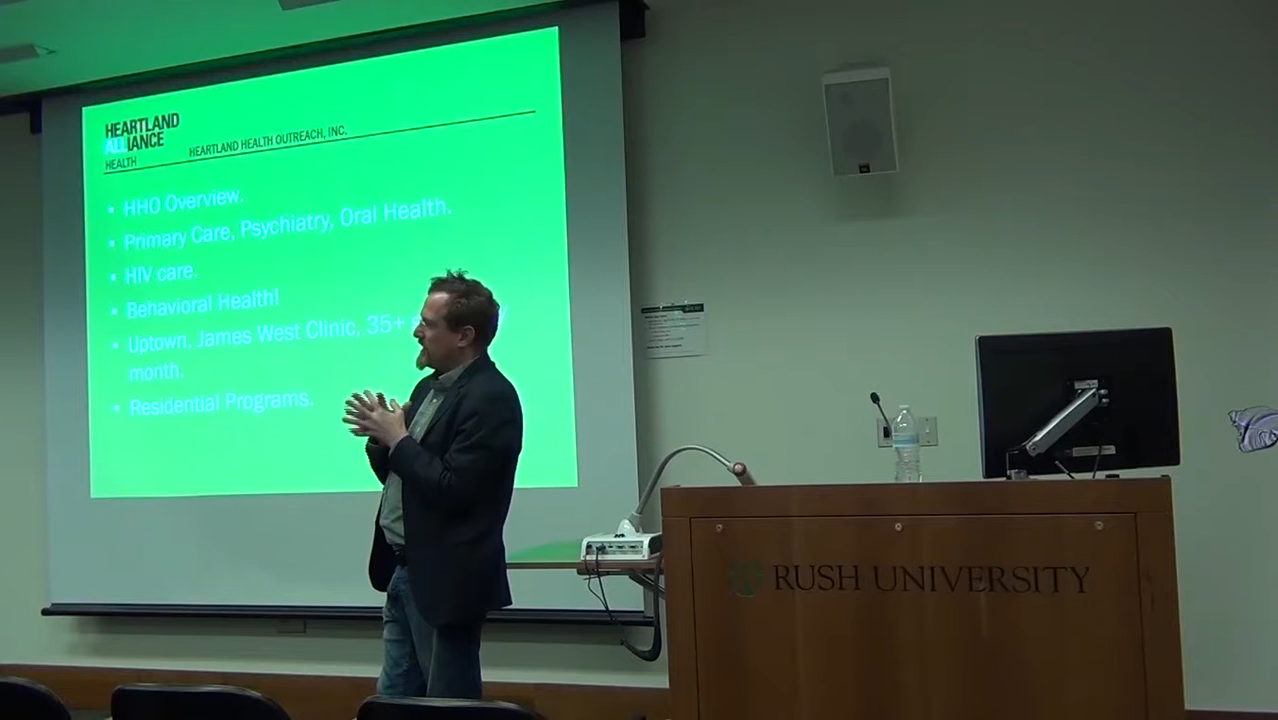 HEARTLAND
ALLIANCE
HEALTH
HEARTLAND HEALTH OUTREACH, INC.
• HHO Overview.
• Primary Care, Psychiatry, Oral Health.
• HIV care.
• Behavioral Health!
• Uptown, James West Clinic, 35+
month.
• Residential Programs.
RUSH UNIVERSITY